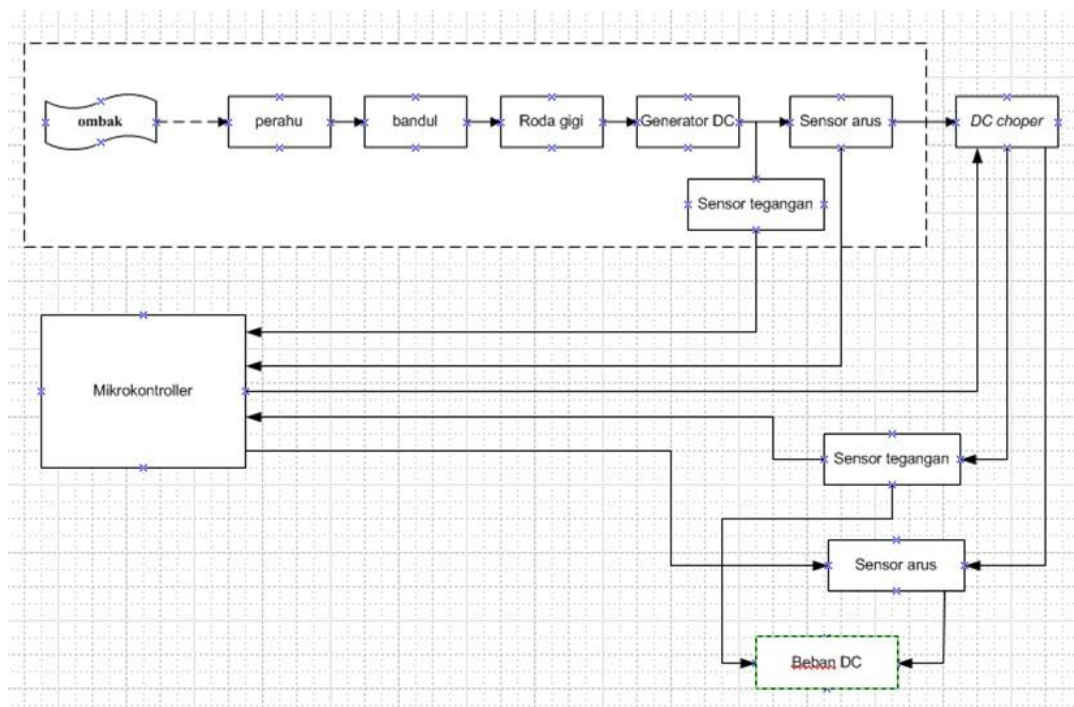 ombak
perahu
bandul
Roda gigi
Generator DC
Sensor arus
DC choper
Sensor tegangan
Mikrokontroller
Sensor tegangan
Sensor arus
Beban DC